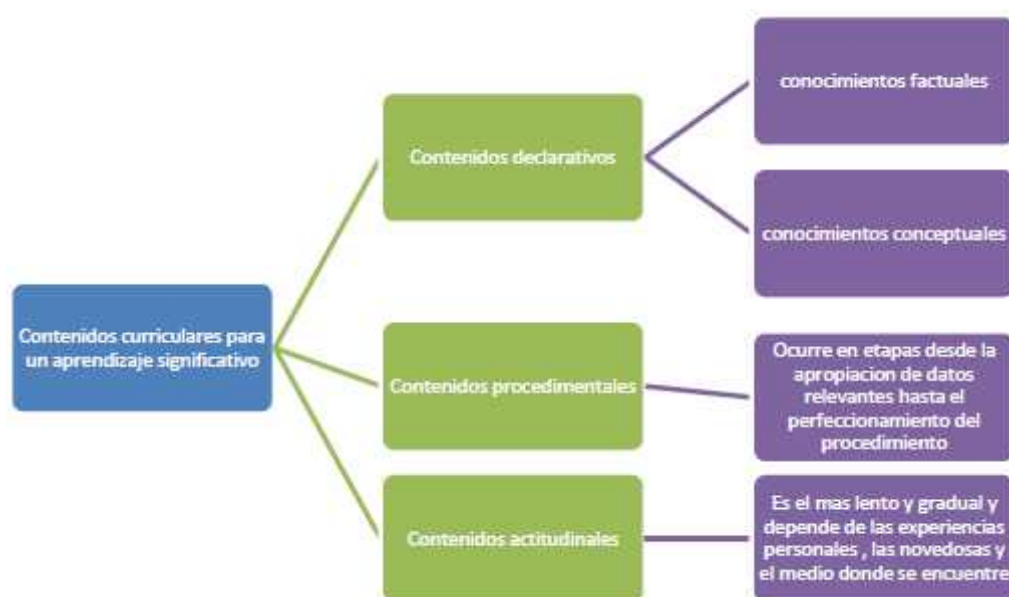 conocimientos factuales
Contenidos declarativos
conocimientos conceptuales
Contenidos curriculares para
un aprendizaje significativo
Contenidos procedimentales
Ocurre en etapas desde la
apropiacion de datos
relevantes hasta el
perfeccionamiento del
procedimiento
Contenidos actitudinales
Es el mas lento y gradual y
depende de las experiencias
personales , las novedosas y
el medio donde se encuentre